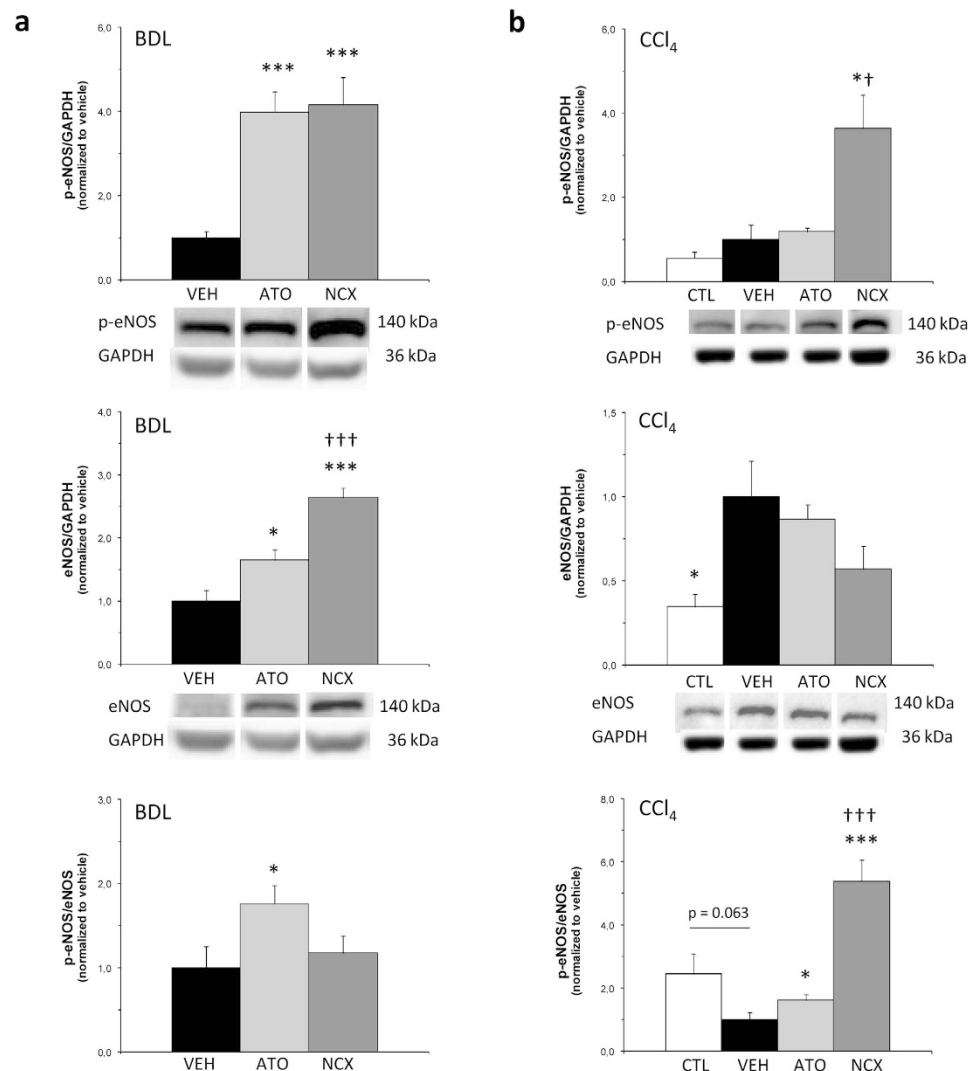 a
BDL
p-eNOS/GAPDH
(normalized to vehicle)
6,0
4,0
2,0
0,0
***
***
VEH ATO NCX
p-eNOS 140 kDa
GAPDH 36 kDa
BDL
eNOS/GAPDH
(normalized to vehicle)
4,0
3,0
2,0
1,0
0,0
*
†††
***
VEH ATO NCX
eNOS 140 kDa
GAPDH 36 kDa
BDL
p-eNOS/eNOS
(normalized to vehicle)
3,0
2,0
1,0
0,0
*
VEH ATO NCX
b
CCl₄
p-eNOS/GAPDH
(normalized to vehicle)
6,0
4,0
2,0
0,0
*†
CTL VEH ATO NCX
p-eNOS 140 kDa
GAPDH 36 kDa
CCl₄
eNOS/GAPDH
(normalized to vehicle)
1,5
1,0
0,5
0,0
*
CTL VEH ATO NCX
eNOS 140 kDa
GAPDH 36 kDa
CCl₄
p-eNOS/eNOS
(normalized to vehicle)
8,0
6,0
4,0
2,0
0,0
p = 0.063
*
†††
***
CTL VEH ATO NCX